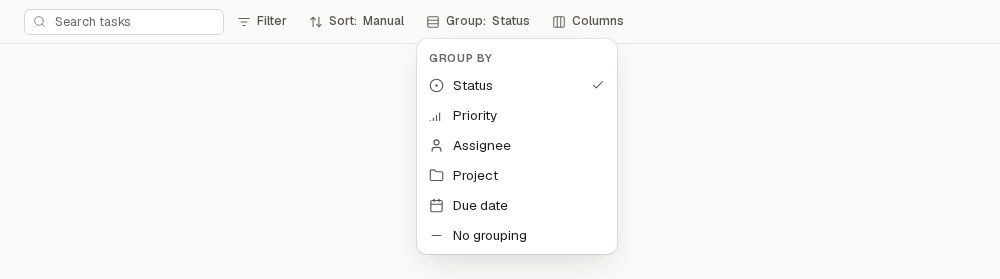 Search tasks Filter Sort: Manual Group: Status Columns
GROUP BY
Status
Priority
Assignee
Project
Due date
No grouping